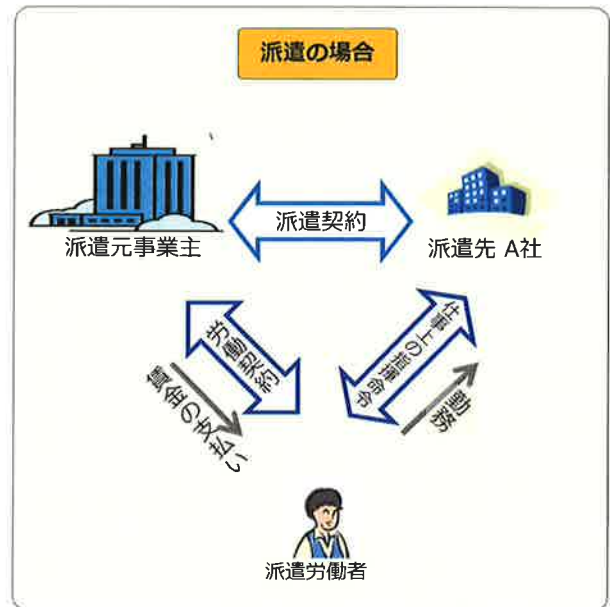 派遣の場合
派遣契約
派遣元事業主
派遣先 A社
労働契約
賃金の支払い
仕事上の指揮命令
勤務
派遣労働者